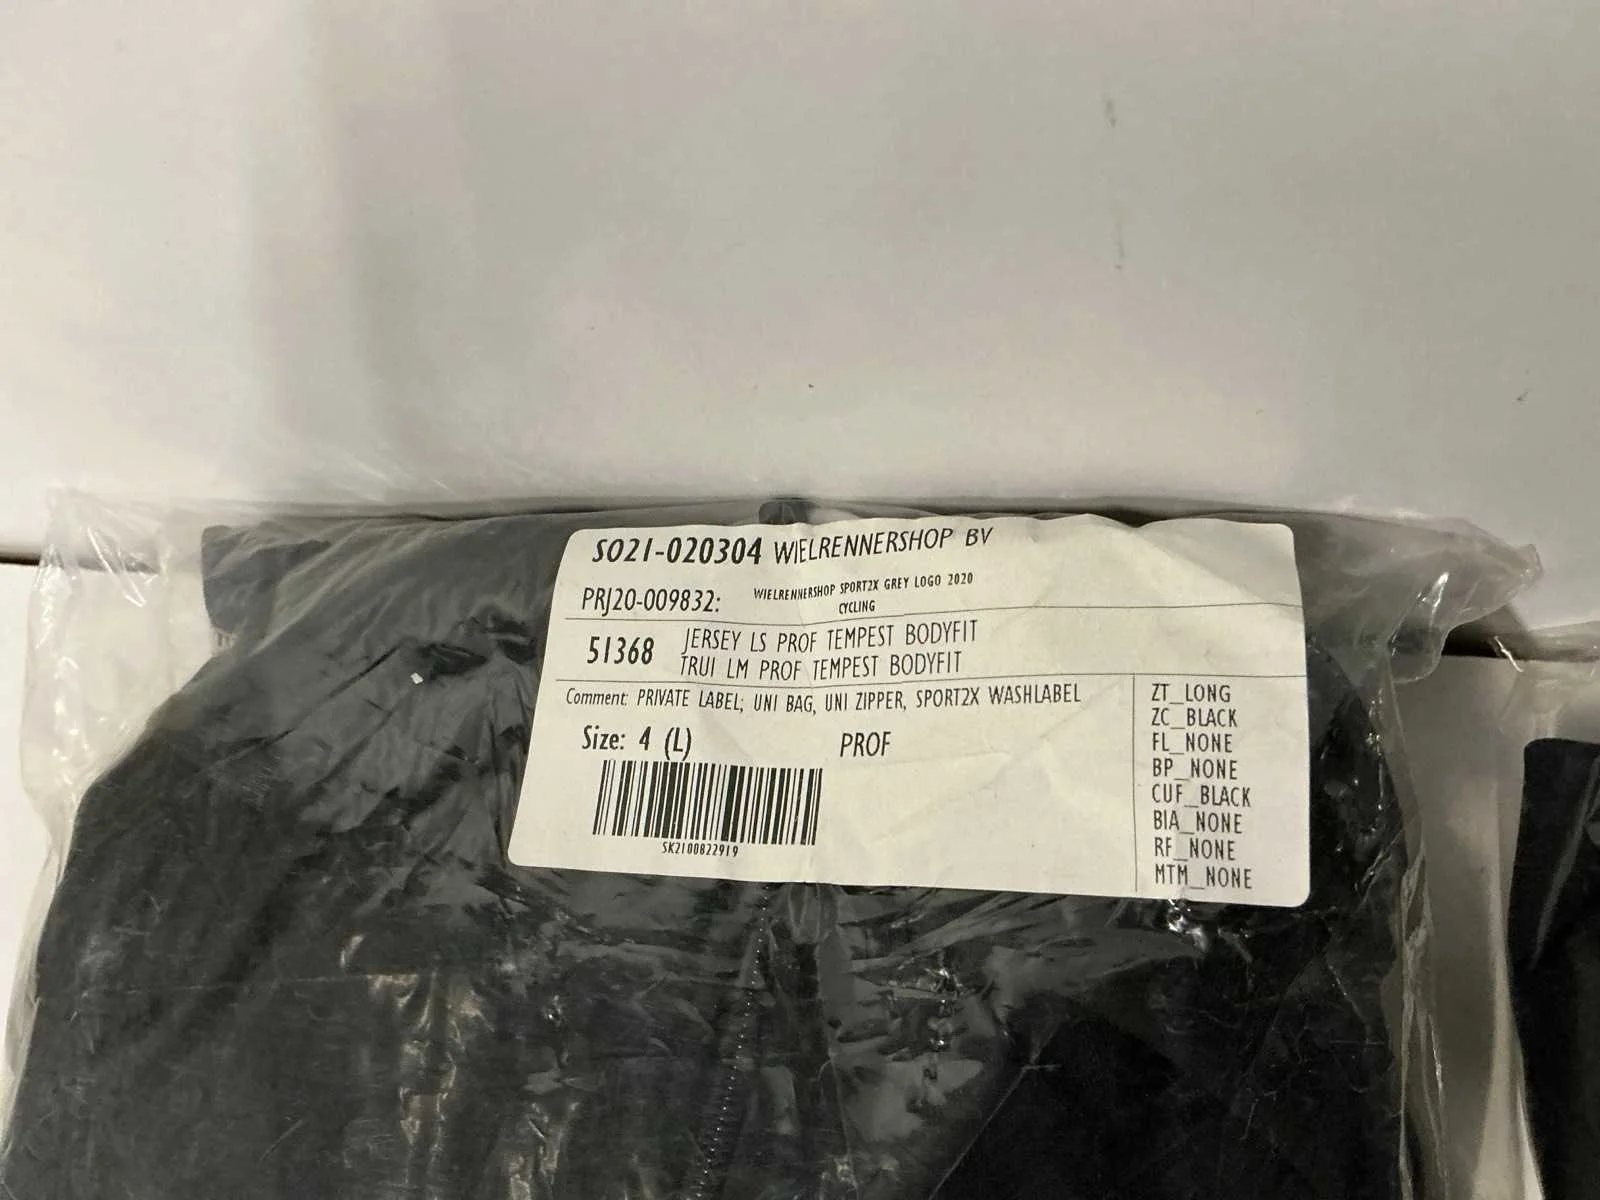 SO21-020304 WIELRENNERSHOP BV
PRJ20-009832: WIELRENNERSHOP SPORT2X GREY LOGO 2020
CYCLING
51368 JERSEY LS PROF TEMPEST BODYFIT
TRUI LM PROF TEMPEST BODYFIT
Comment: PRIVATE LABEL; UNI BAG, UNI ZIPPER, SPORT2X WASHLABEL
Size: 4 (L) PROF
SK2100822919
ZT_LONG
ZC_BLACK
FL_NONE
BP_NONE
CUF_BLACK
BIA_NONE
RF_NONE
MTM_NONE